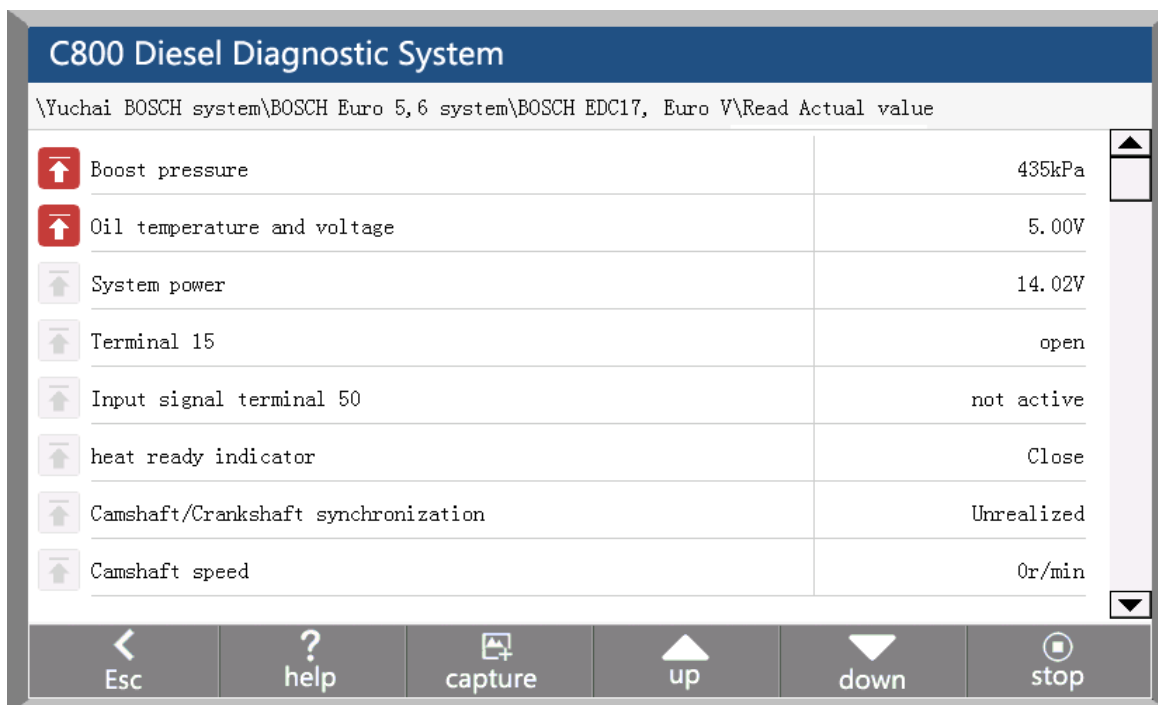 C800 Diesel Diagnostic System
\Yuchai BOSCH system\BOSCH Euro 5,6 system\BOSCH EDC17, Euro V\Read Actual value
Boost pressure 435kPa
Oil temperature and voltage 5.00V
System power 14.02V
Terminal 15 open
Input signal terminal 50 not active
heat ready indicator Close
Camshaft/Crankshaft synchronization Unrealized
Camshaft speed 0r/min
Esc help capture up down stop